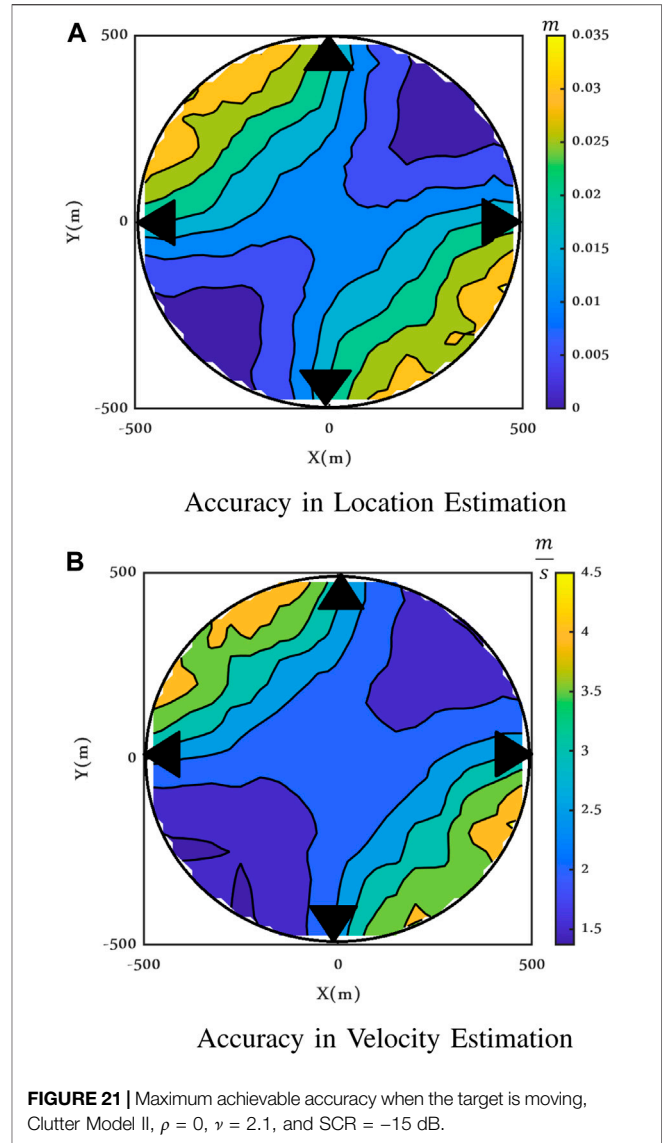 A
m
500
0
-500
Y(m)
-500
0
500
X(m)
0.035
0.03
0.025
0.02
0.015
0.01
0.005
0
Accuracy in Location Estimation
B
m
s
500
0
-500
Y(m)
-500
0
500
X(m)
4.5
4
3.5
3
2.5
2
1.5
Accuracy in Velocity Estimation
FIGURE 21 | Maximum achievable accuracy when the target is moving,
Clutter Model II, ρ = 0, ν = 2.1, and SCR = −15 dB.